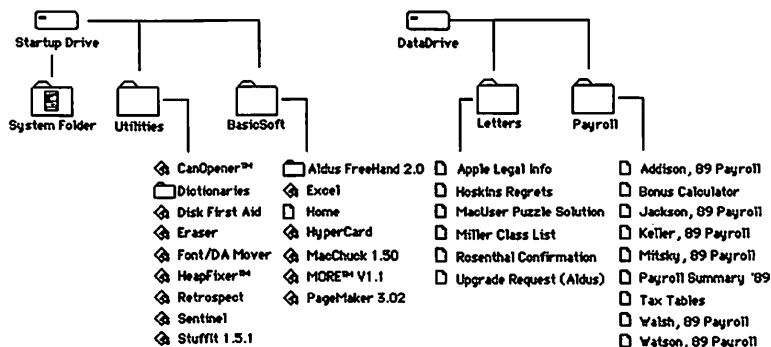 Startup Drive
DataDrive
System Folder
Utilities
BasicSoft
Letters
Payroll
CanOpener™
Dictionaries
Disk First Aid
Eraser
Font/DA Mover
HeapFixer™
Retrospect
Sentinel
Stuffit 1.5.1
Aldus FreeHand 2.0
Excel
Home
HyperCard
MacChuck 1.50
MORE™ V1.1
PageMaker 3.02
Apple Legal Info
Hoskins Regrets
MacUser Puzzle Solution
Miller Class List
Rosenthal Confirmation
Upgrade Request (Aldus)
Addison, 89 Payroll
Bonus Calculator
Jackson, 89 Payroll
Keller, 89 Payroll
Mitsky, 89 Payroll
Payroll Summary '89
Tax Tables
Walsh, 89 Payroll
Watson, 89 Payroll